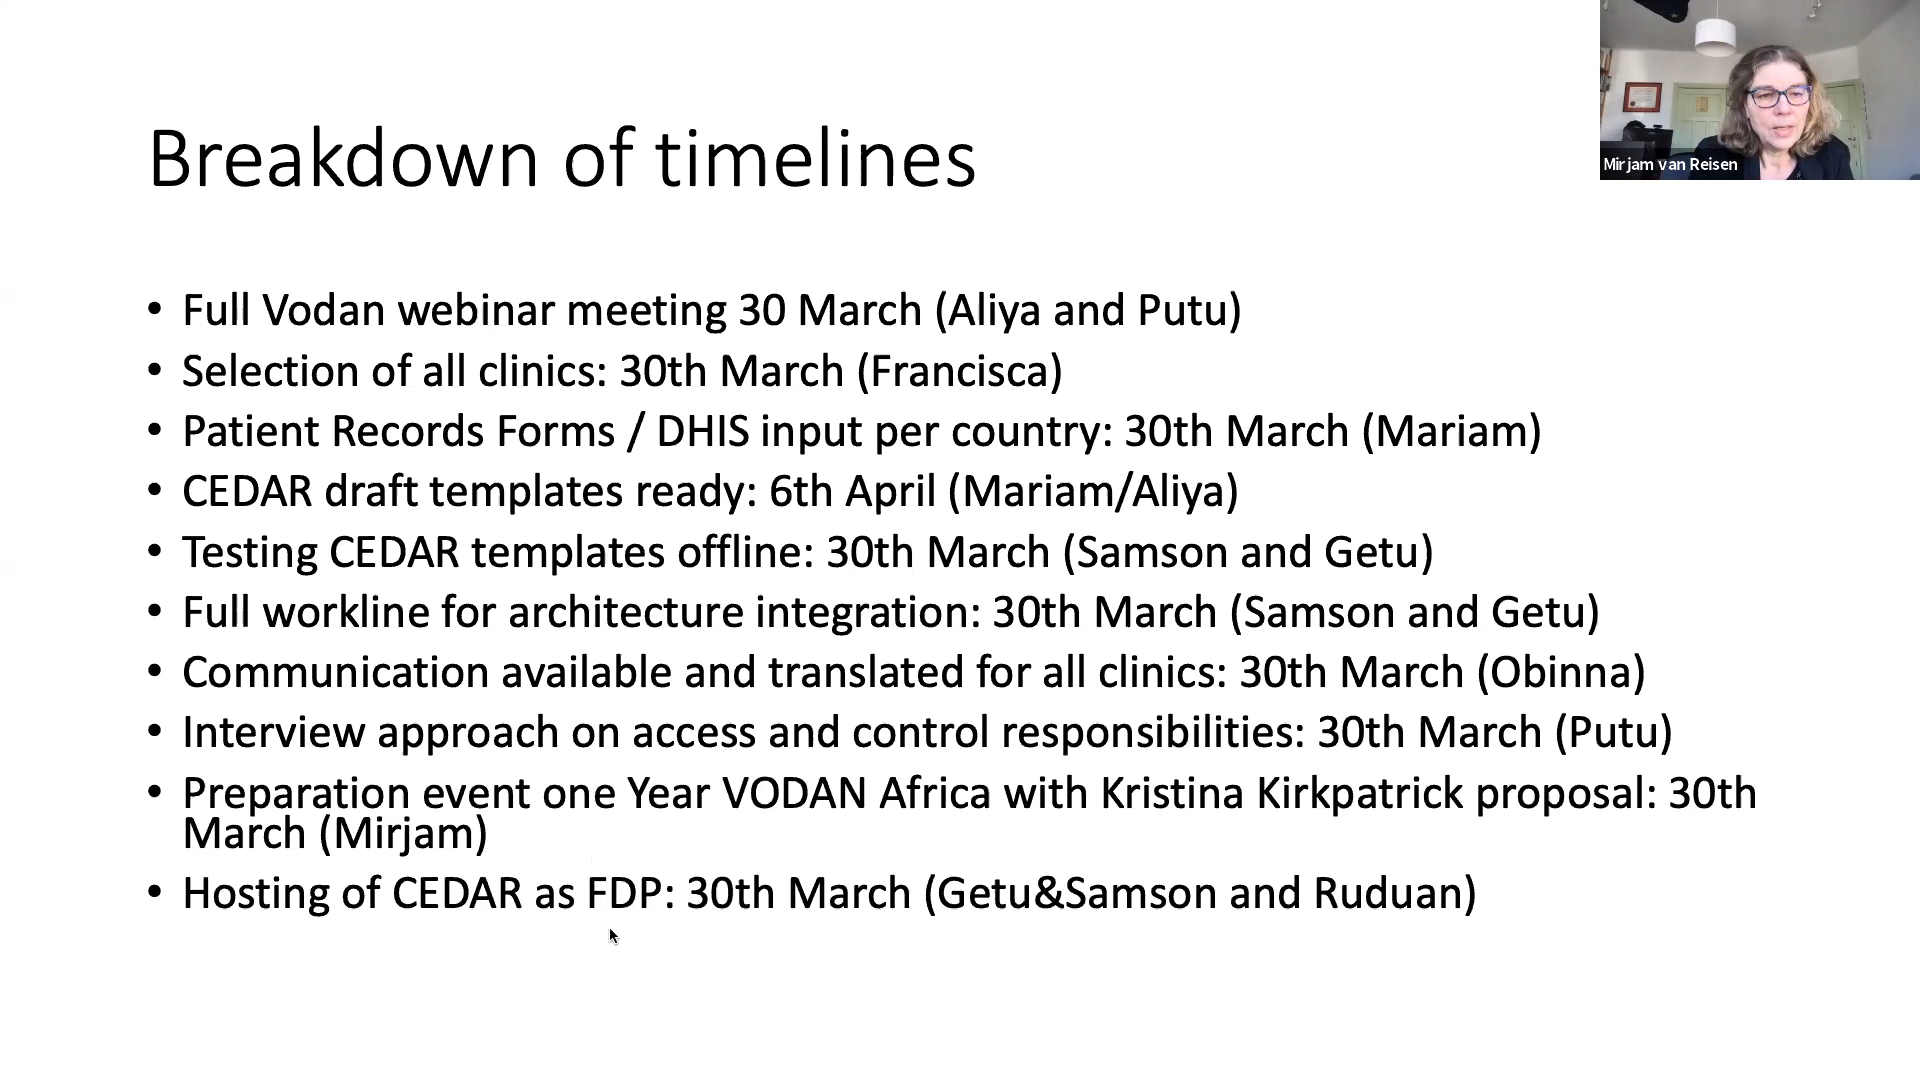 Breakdown of timelines
Mirjam van Reisen
• Full Vodan webinar meeting 30 March (Aliya and Putu)
• Selection of all clinics: 30th March (Francisca)
• Patient Records Forms / DHIS input per country: 30th March (Mariam)
• CEDAR draft templates ready: 6th April (Mariam/Aliya)
• Testing CEDAR templates offline: 30th March (Samson and Getu)
• Full workline for architecture integration: 30th March (Samson and Getu)
• Communication available and translated for all clinics: 30th March (Obinna)
• Interview approach on access and control responsibilities: 30th March (Putu)
• Preparation event one Year VODAN Africa with Kristina Kirkpatrick proposal: 30th
March (Mirjam)
• Hosting of CEDAR as FDP: 30th March (Getu&Samson and Ruduan)